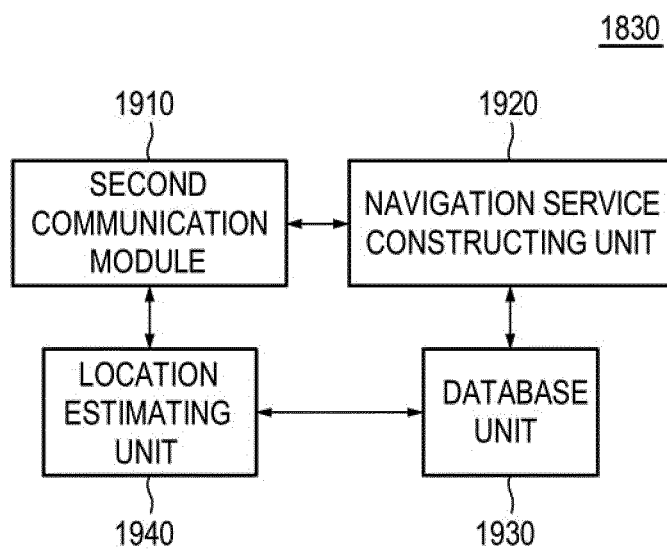 1830
1910
1920
SECOND
COMMUNICATION
MODULE
NAVIGATION SERVICE
CONSTRUCTING UNIT
LOCATION
ESTIMATING
UNIT
DATABASE
UNIT
1940
1930